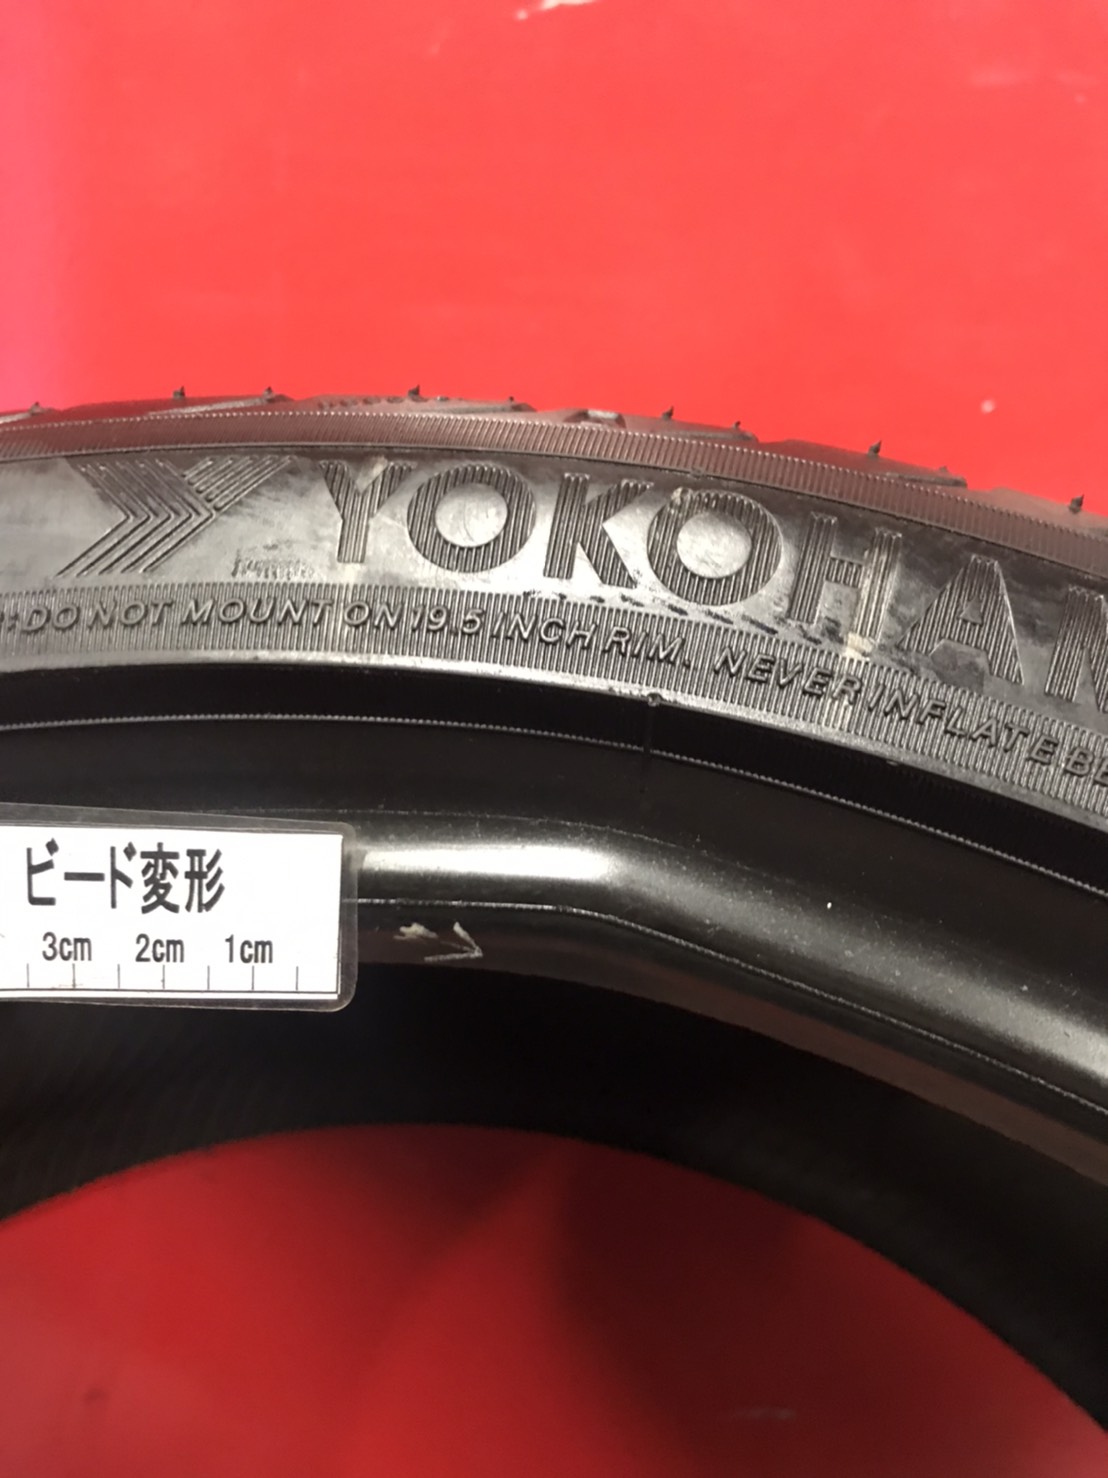 YOKOHAN
: DO NOT MOUNT ON 19.5 INCH RIM. NEVER INFLATE BE
ビード変形
3cm 2cm 1cm